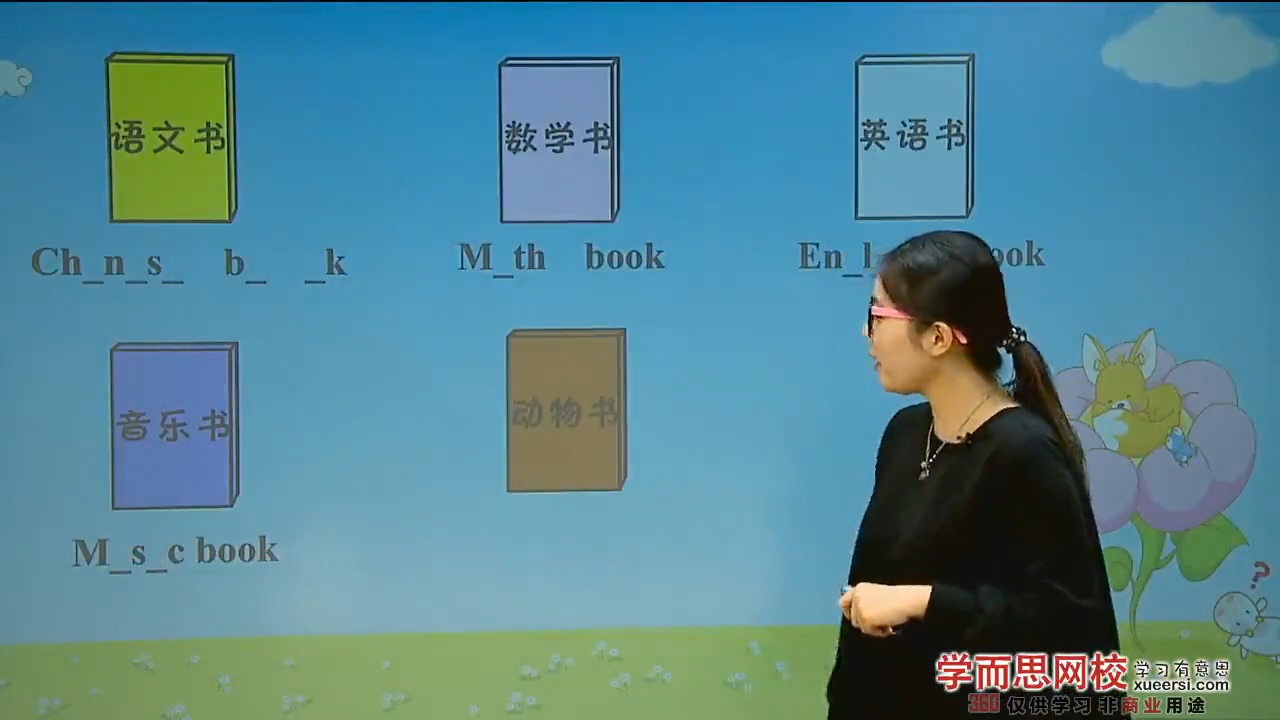 语文书
数学书
英语书
Ch_n_s_ b_ _k
M_th book
En_l ook
音乐书
动物书
M_s_c book
?
学而思网校 学习有意思
xueersi.com
360 仅供学习 非商业用途